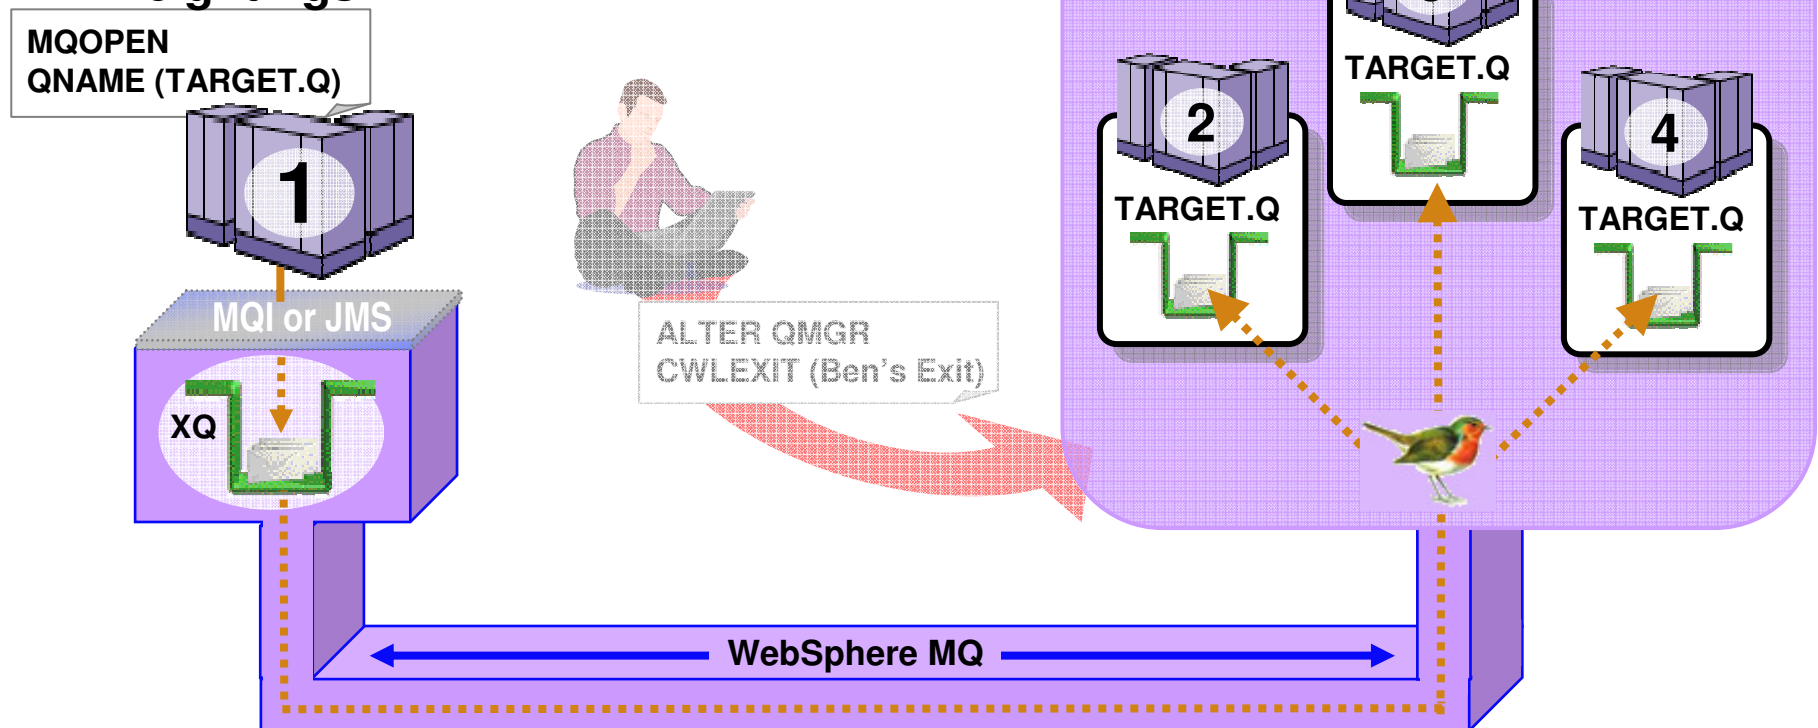 MQOPEN
QNAME (TARGET.Q)
1
MQI or JMS
XQ
ALTER QMGR
CWLEXIT (Ben's Exit)
TARGET.Q
2
TARGET.Q
4
TARGET.Q
WebSphere MQ